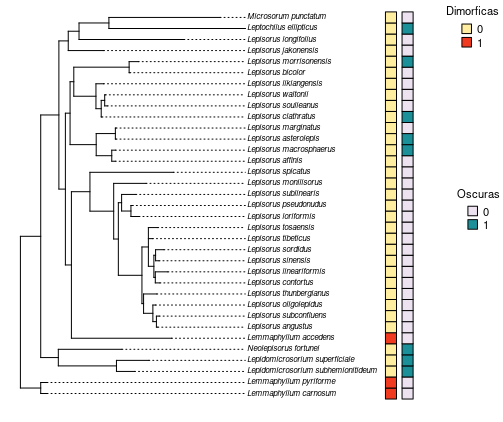 Microsorum punctatum
Leptochilus ellipticus
Lepisorus longifolius
Lepisorus jakonensis
Lepisorus morrisonensis
Lepisorus bicolor
Lepisorus likiangensis
Lepisorus waltonii
Lepisorus soulieanus
Lepisorus clathratus
Lepisorus marginatus
Lepisorus asterolepis
Lepisorus macrosphaerus
Lepisorus affinis
Lepisorus spicatus
Lepisorus monilisorus
Lepisorus sublinearis
Lepisorus pseudonudus
Lepisorus loriformis
Lepisorus tosaensis
Lepisorus tibeticus
Lepisorus sordidus
Lepisorus sinensis
Lepisorus lineariformis
Lepisorus contortus
Lepisorus thunbergianus
Lepisorus oligolepidus
Lepisorus subconfluens
Lepisorus angustus
Lemmaphyllum accedens
Neolepisorus fortunei
Lepidomicrosorium superficiale
Lepidomicrosorium subhemionitideum
Lemmaphyllum pyriforme
Lemmaphyllum carnosum
Dimorficas
0
1
Oscuras
0
1